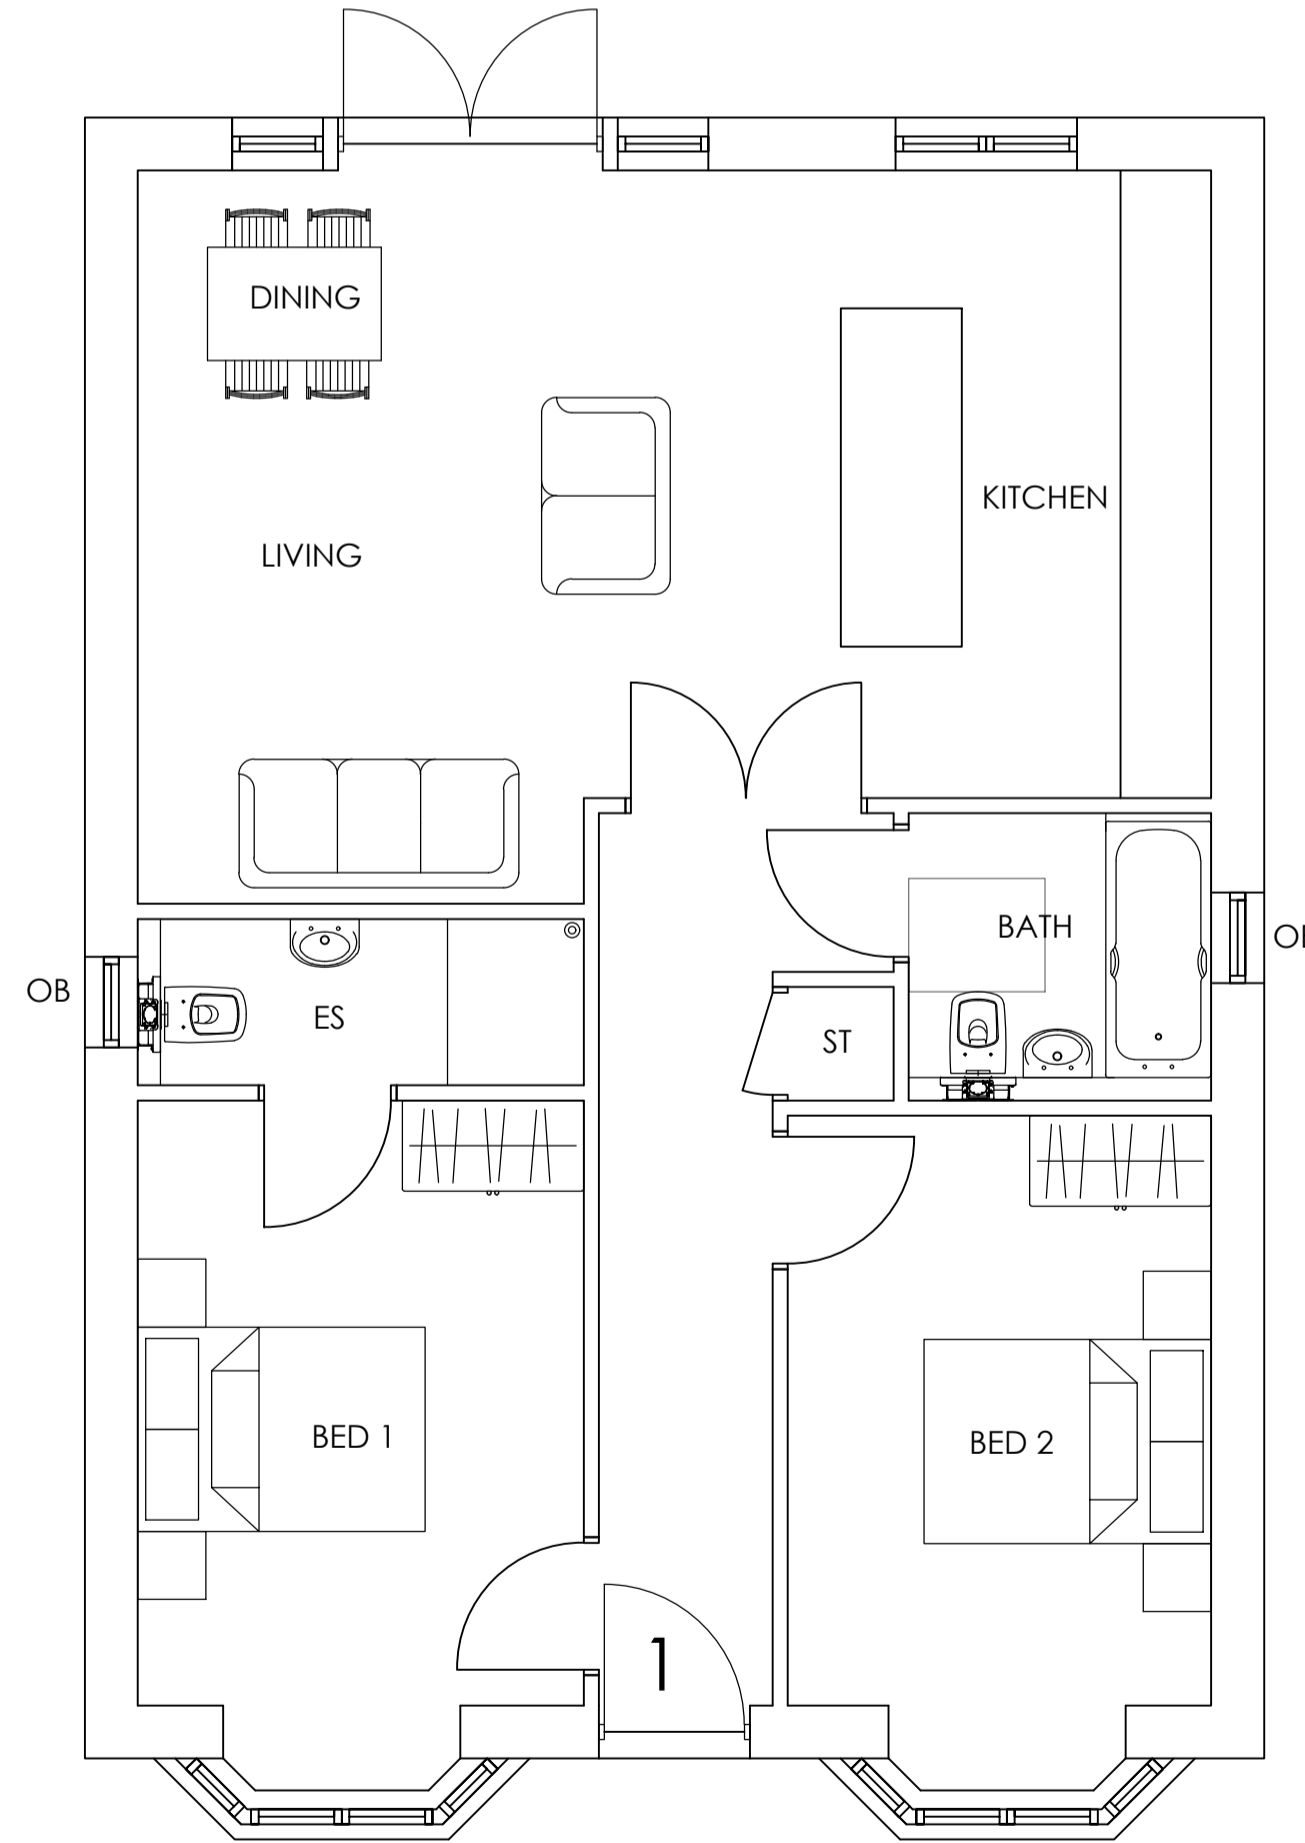 DINING
KITCHEN
LIVING
BATH
OB
ES
ST
BED 1
BED 2
1